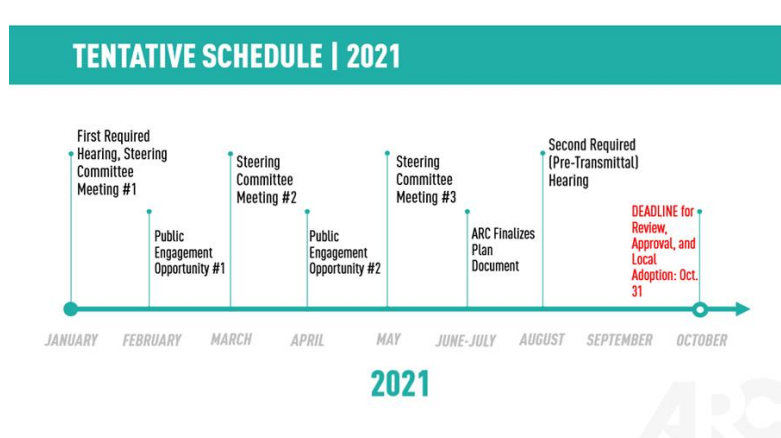 TENTATIVE SCHEDULE | 2021
First Required
Hearing, Steering
Committee
Meeting #1
Public
Engagement
Opportunity #1
Steering
Committee
Meeting #2
Public
Engagement
Opportunity #2
Steering
Committee
Meeting #3
ARC Finalizes
Plan
Document
Second Required
(Pre-Transmittal)
Hearing
DEADLINE for
Review,
Approval, and
Local
Adoption: Oct.
31
JANUARY FEBRUARY MARCH APRIL MAY JUNE-JULY AUGUST SEPTEMBER OCTOBER
2021
ARC